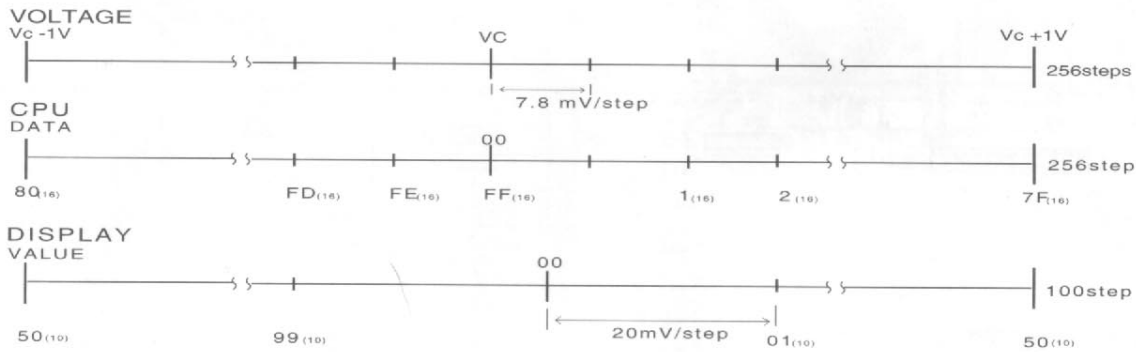 VOLTAGE
Vc -1V
VC
Vc +1V
256steps
7.8 mV/step
CPU
DATA
00
256step
80(16)
FD(16)
FE(16)
FF(16)
1(16)
2(16)
7F(16)
DISPLAY
VALUE
00
100step
20mV/step
50(10)
99(10)
01(10)
50(10)